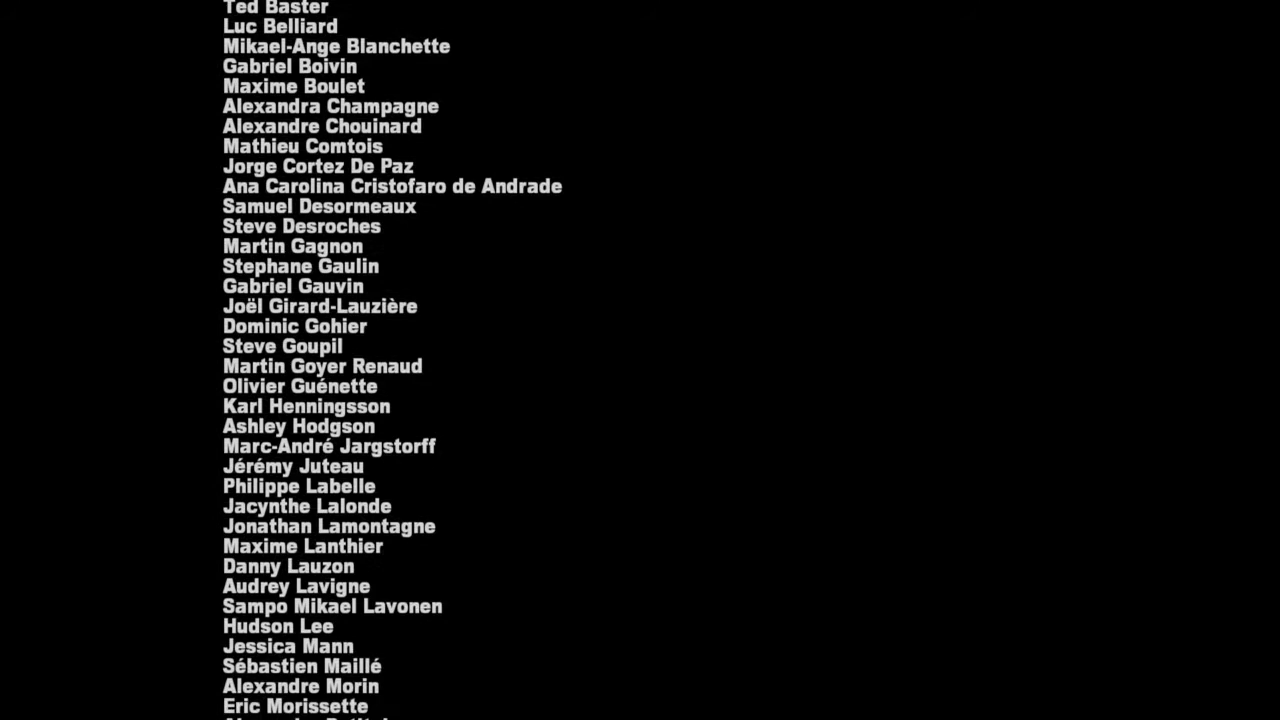 Ted Baster
Luc Belliard
Mikael-Ange Blanchette
Gabriel Boivin
Maxime Boulet
Alexandra Champagne
Alexandre Chouinard
Mathieu Comtois
Jorge Cortez De Paz
Ana Carolina Cristofaro de Andrade
Samuel Desormeaux
Steve Desroches
Martin Gagnon
Stephane Gaulin
Gabriel Gauvin
Joël Girard-Lauzière
Dominic Gohier
Steve Goupil
Martin Goyer Renaud
Olivier Guénette
Karl Henningsson
Ashley Hodgson
Marc-André Jargstorff
Jérémy Juteau
Philippe Labelle
Jacynthe Lalonde
Jonathan Lamontagne
Maxime Lanthier
Danny Lauzon
Audrey Lavigne
Sampo Mikael Lavonen
Hudson Lee
Jessica Mann
Sébastien Maillé
Alexandre Morin
Eric Morissette